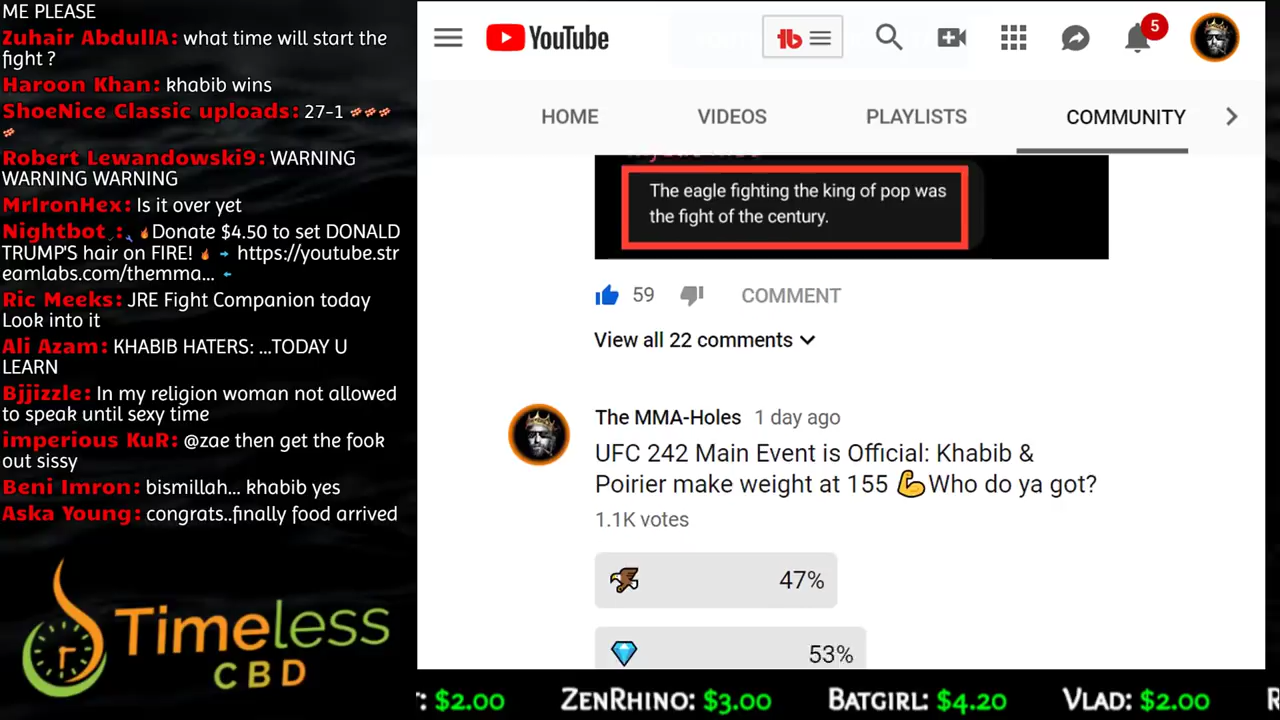 ME PLEASE
Zuhair AbdullA: what time will start the
fight ?
Haroon Khan: khabib wins
ShoeNice Classic uploads: 27-1
Robert Lewandowski9: WARNING
WARNING WARNING
MrIronHex: Is it over yet
Nightbot: Donate $4.50 to set DONALD
TRUMP'S hair on FIRE! https://youtube.str
eamlabs.com/themma...
Ric Meeks: JRE Fight Companion today
Look into it
Ali Azam: KHABIB HATERS: ...TODAY U
LEARN
Bjjizzle: In my religion woman not allowed
to speak until sexy time
imperious KuR: @zae then get the fook
out sissy
Beni Imron: bismillah... khabib yes
Aska Young: congrats..finally food arrived
Timeless
CBD
YouTube
5
HOME VIDEOS PLAYLISTS COMMUNITY
The eagle fighting the king of pop was
the fight of the century.
59 COMMENT
View all 22 comments
The MMA-Holes 1 day ago
UFC 242 Main Event is Official: Khabib &
Poirier make weight at 155 💪Who do ya got?
1.1K votes
47%
53%
: $2.00 ZENRHINO: $3.00 BATGIRL: $4.20 VLAD: $2.00